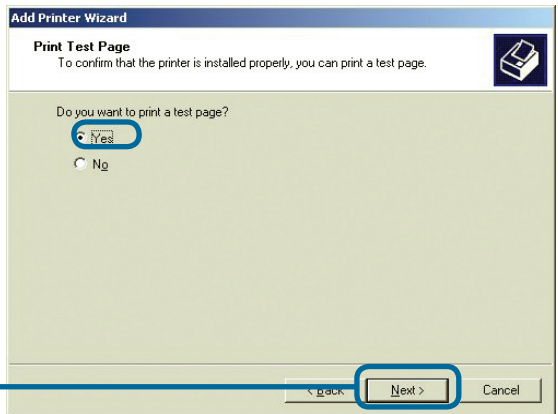 Add Printer Wizard
Print Test Page
To confirm that the printer is installed properly, you can print a test page.
Do you want to print a test page?
Yes
No
< Back Next > Cancel